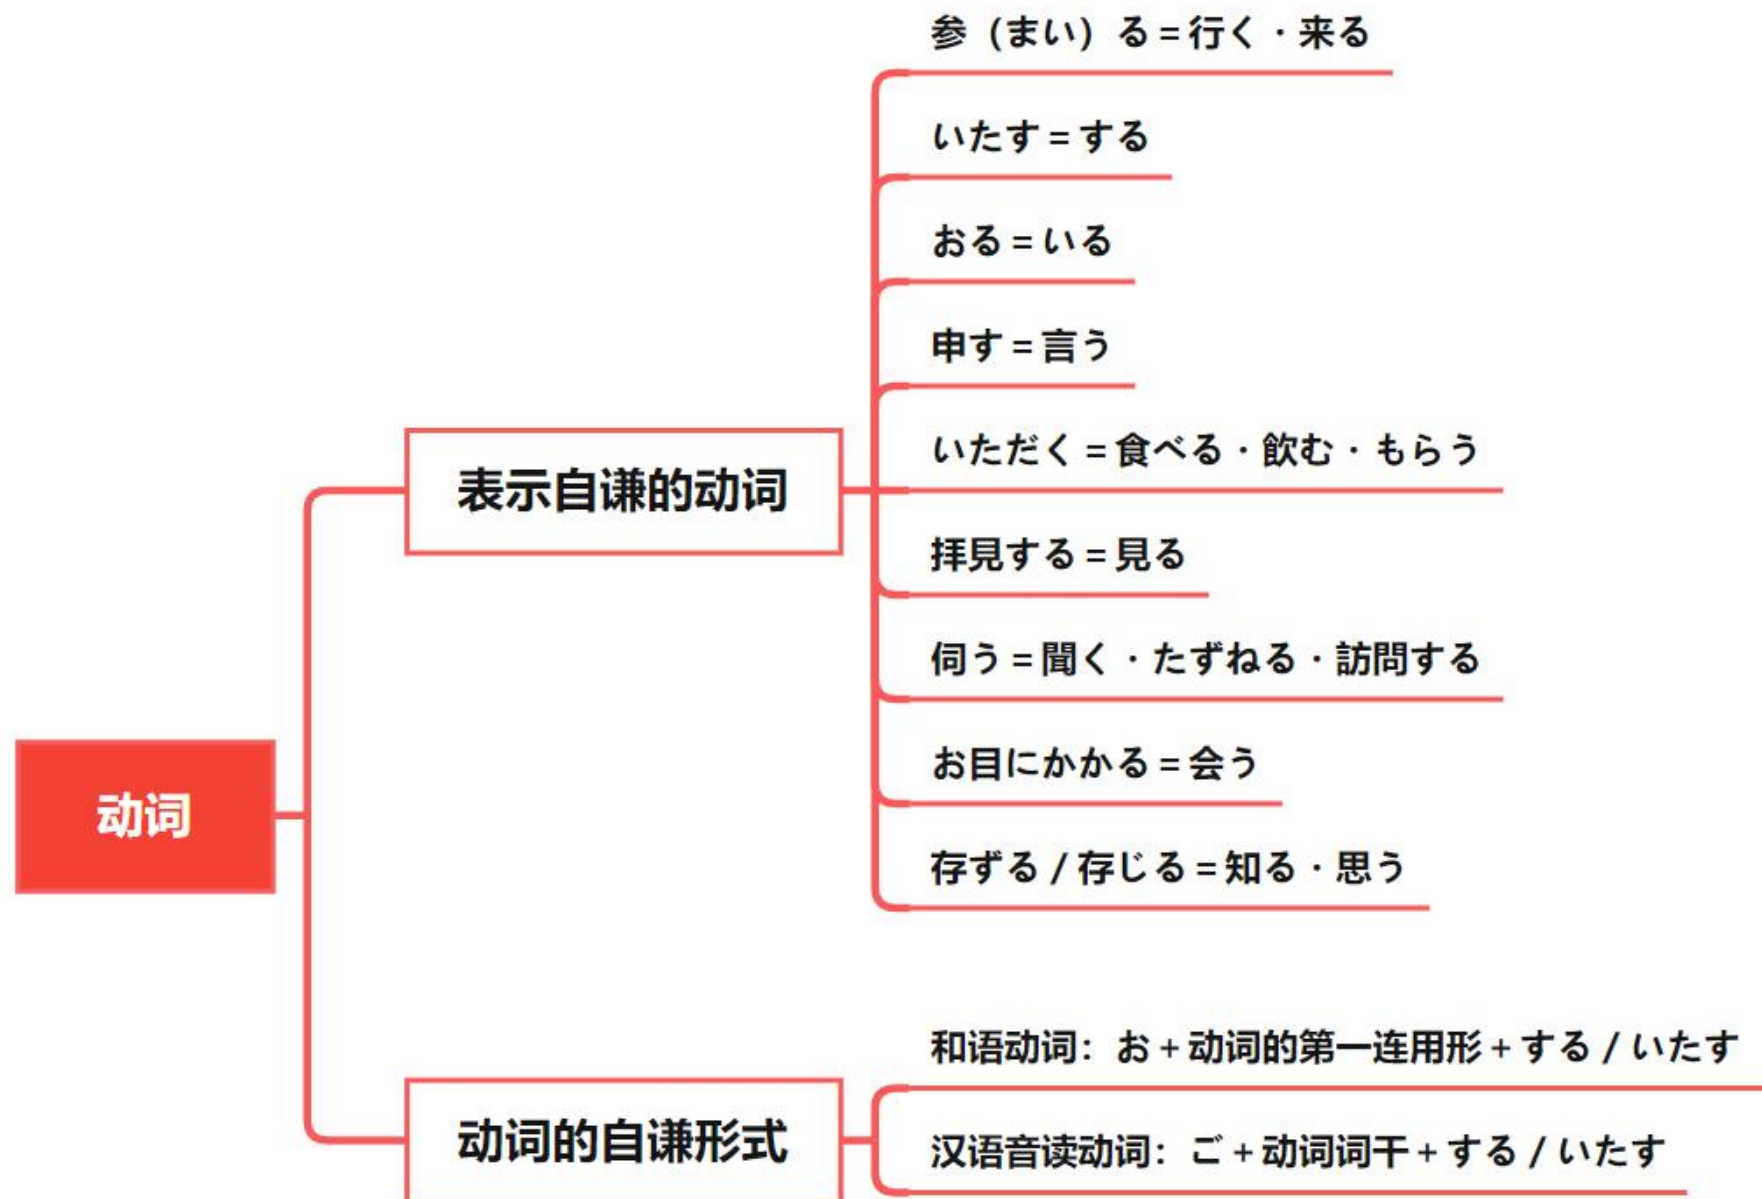 参（まい）る=行く・来る
いたす=する
おる=いる
申す=言う
いただく=食べる・飲む・もらう
表示自谦的动词
拝見する=見る
伺う=聞く・たずねる・訪問する
お目にかかる=会う
动词
存ずる/存じる=知る・思う
和语动词：お+动词的第一连用形+する/いたす
动词的自谦形式
汉语音读动词：ご+动词词干+する/いたす